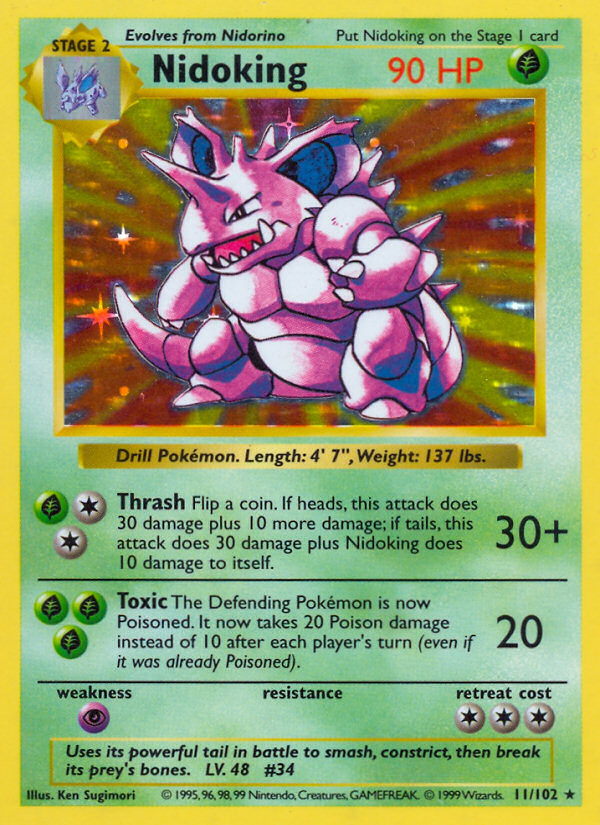 STAGE 2
Evolves from Nidorino
Put Nidoking on the Stage 1 card
Nidoking
90 HP
Drill Pokémon. Length: 4' 7", Weight: 137 lbs.
Thrash Flip a coin. If heads, this attack does
30 damage plus 10 more damage; if tails, this
attack does 30 damage plus Nidoking does
10 damage to itself.
30+
Toxic The Defending Pokémon is now
Poisoned. It now takes 20 Poison damage
instead of 10 after each player's turn (even if
it was already Poisoned).
20
weakness
resistance
retreat cost
Uses its powerful tail in battle to smash, constrict, then break
its prey's bones. LV. 48 #34
Illus. Ken Sugimori
© 1995, 96, 98, 99 Nintendo, Creatures, GAMEFREAK. © 1999 Wizards.
11/102 ★